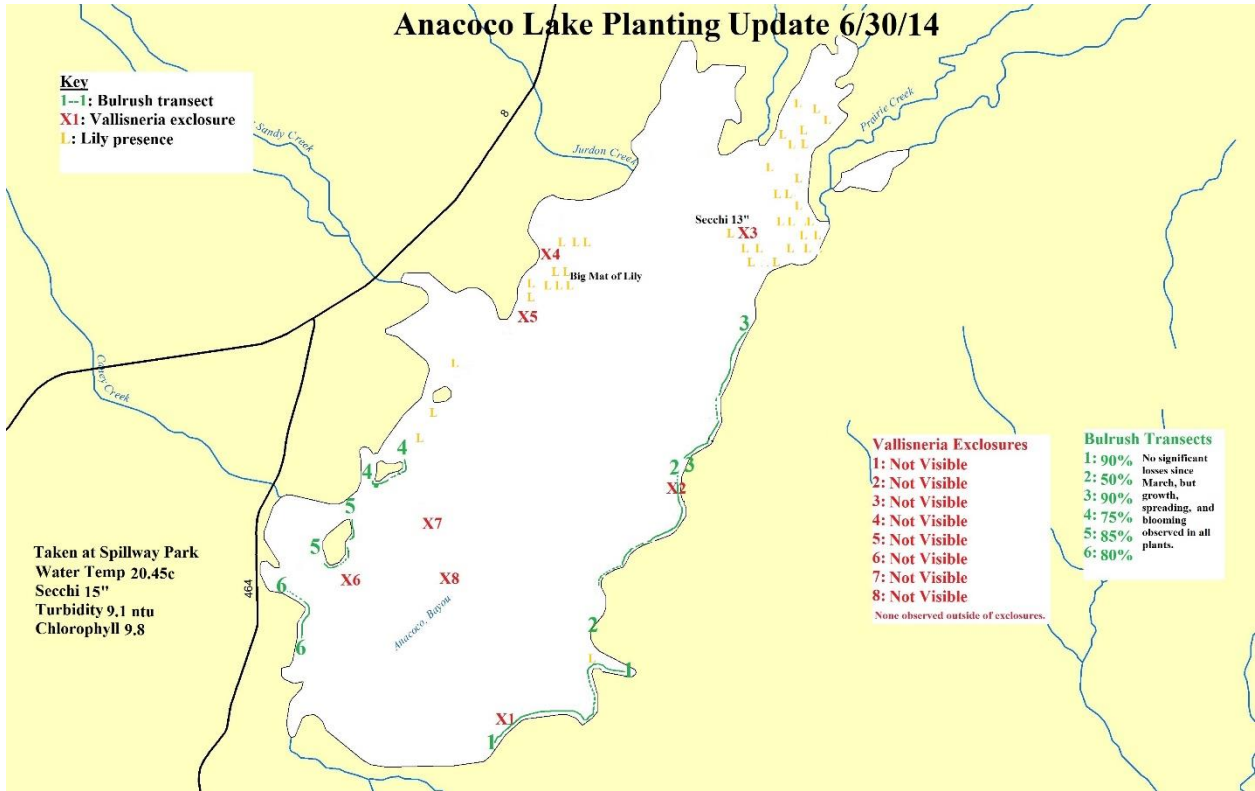 Anacoco Lake Planting Update 6/30/14
Key
1--1: Bulrush transect
X1: Vallisneria exclosure
L: Lily presence
8
Sandy Creek
Jurdon Creek
Prairie Creek
L
L
L
L
L
L
L
L
L
L L
L
L L L
Secchi 13"
L
X3
L L
L L
L L
L L
X4
L L L
L L
Big Mat of Lily
L
L L L
L
X5
3
L
L
L
Caney Creek
4
4
2
3
X2
5
5
X7
X6
X8
6
6
Anacoco, Bayou
2
L
1
X1
1
464
Taken at Spillway Park
Water Temp 20.45c
Secchi 15"
Turbidity 9.1 ntu
Chlorophyll 9.8
Vallisneria Exclosures
1: Not Visible
2: Not Visible
3: Not Visible
4: Not Visible
5: Not Visible
6: Not Visible
7: Not Visible
8: Not Visible
None observed outside of exclosures.
Bulrush Transects
1: 90%
2: 50%
3: 90%
4: 75%
5: 85%
6: 80%
No significant
losses since
March, but
growth,
spreading, and
blooming
observed in all
plants.